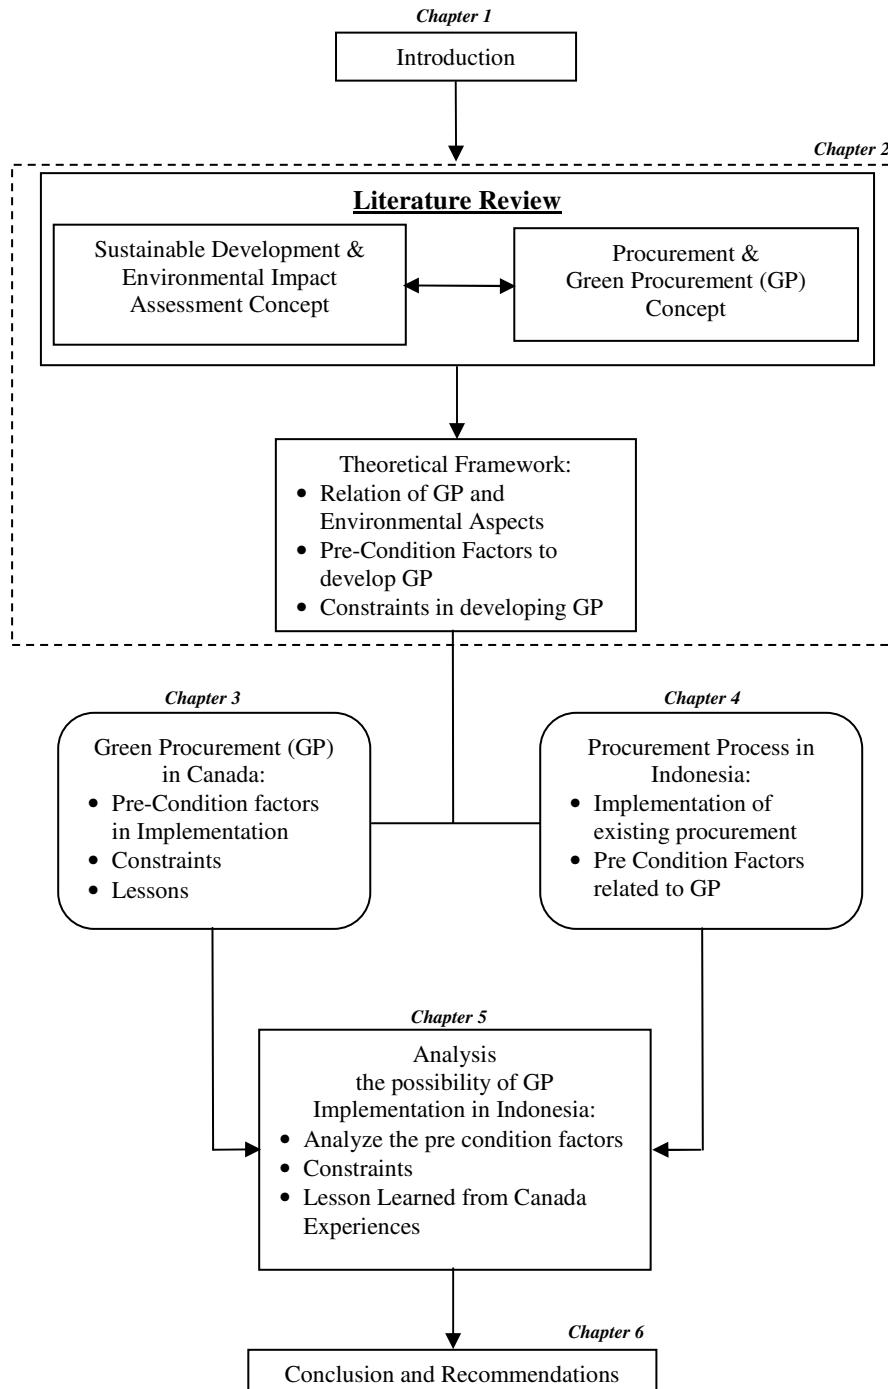 Chapter 1
Introduction
Chapter 2
Literature Review
Sustainable Development &
Environmental Impact
Assessment Concept
Procurement &
Green Procurement (GP)
Concept
Theoretical Framework:
• Relation of GP and
Environmental Aspects
• Pre-Condition Factors to
develop GP
• Constraints in developing GP
Chapter 3
Green Procurement (GP)
in Canada:
• Pre-Condition factors
in Implementation
• Constraints
• Lessons
Chapter 4
Procurement Process in
Indonesia:
• Implementation of
existing procurement
• Pre Condition Factors
related to GP
Chapter 5
Analysis
the possibility of GP
Implementation in Indonesia:
• Analyze the pre condition factors
• Constraints
• Lesson Learned from Canada
Experiences
Chapter 6
Conclusion and Recommendations